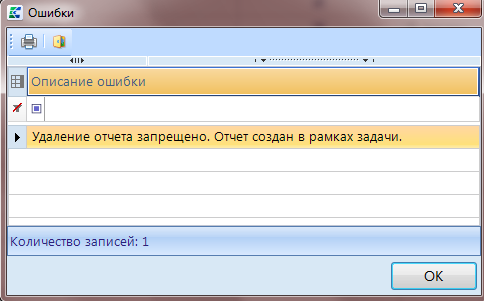 Ошибки
Описание ошибки
Удаление отчета запрещено. Отчет создан в рамках задачи.
Количество записей: 1
OK